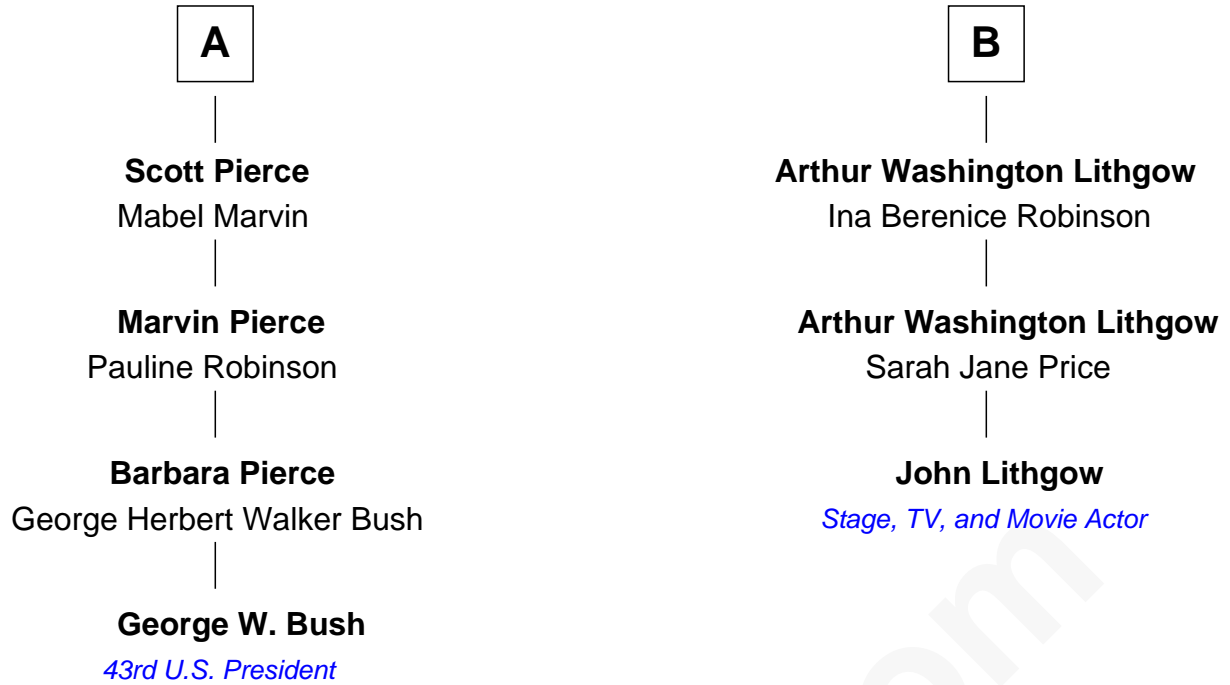 A
Scott Pierce
Mabel Marvin
Marvin Pierce
Pauline Robinson
Barbara Pierce
George Herbert Walker Bush
George W. Bush
43rd U.S. President
B
Arthur Washington Lithgow
Ina Berenice Robinson
Arthur Washington Lithgow
Sarah Jane Price
John Lithgow
Stage, TV, and Movie Actor
om